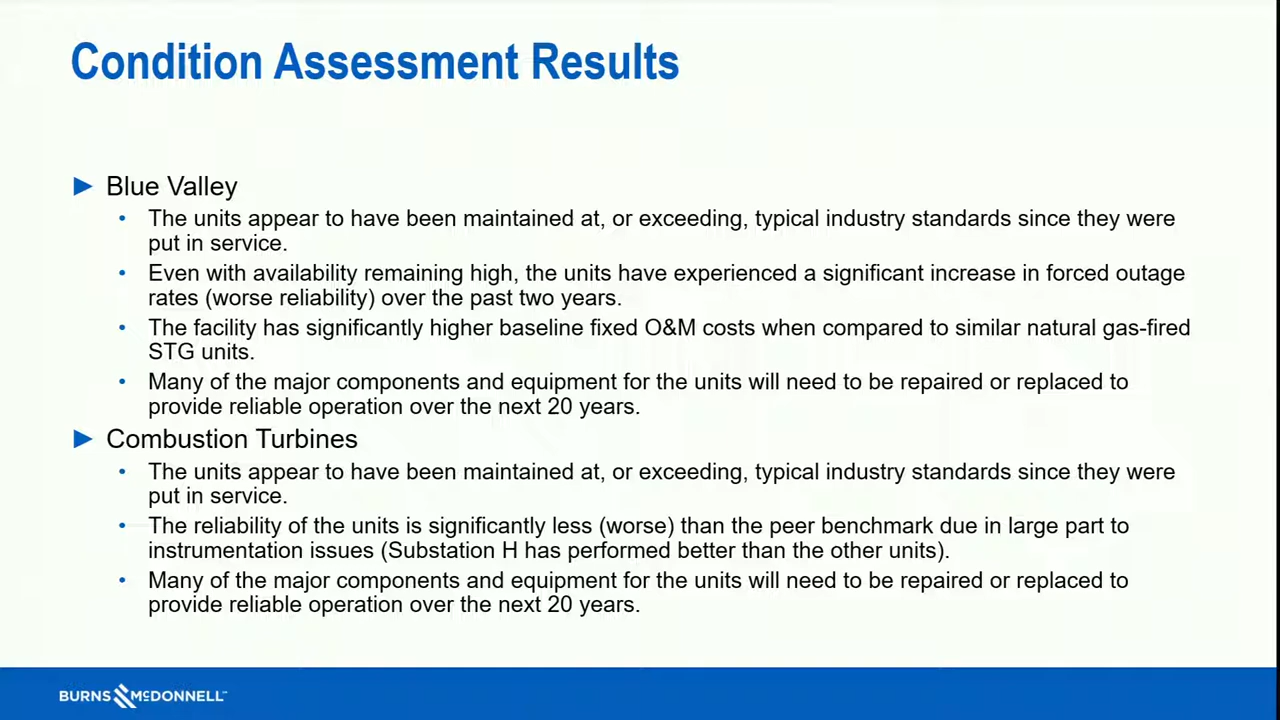 Condition Assessment Results
► Blue Valley
• The units appear to have been maintained at, or exceeding, typical industry standards since they were
put in service.
• Even with availability remaining high, the units have experienced a significant increase in forced outage
rates (worse reliability) over the past two years.
• The facility has significantly higher baseline fixed O&M costs when compared to similar natural gas-fired
STG units.
• Many of the major components and equipment for the units will need to be repaired or replaced to
provide reliable operation over the next 20 years.
► Combustion Turbines
• The units appear to have been maintained at, or exceeding, typical industry standards since they were
put in service.
• The reliability of the units is significantly less (worse) than the peer benchmark due in large part to
instrumentation issues (Substation H has performed better than the other units).
• Many of the major components and equipment for the units will need to be repaired or replaced to
provide reliable operation over the next 20 years.
BURNS McDONNELL